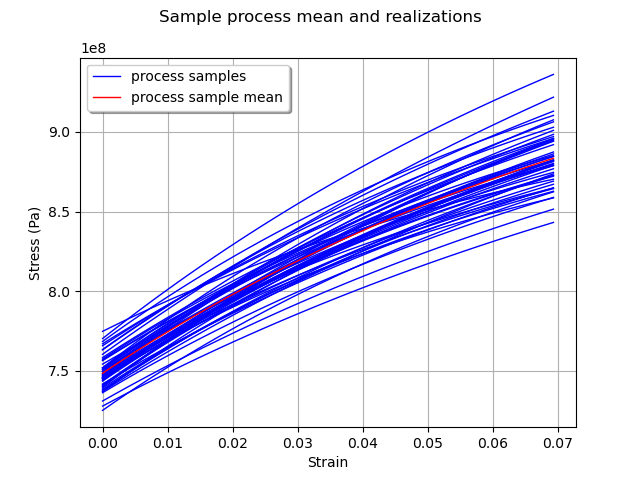 Sample process mean and realizations
1e8
process samples
process sample mean
9.0
8.5
8.0
7.5
Stress (Pa)
0.00 0.01 0.02 0.03 0.04 0.05 0.06 0.07
Strain